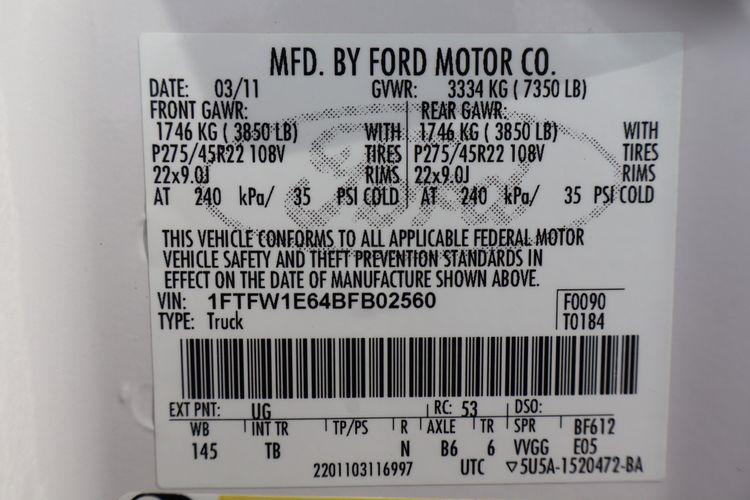 MFD. BY FORD MOTOR CO.
DATE: 03/11 GVWR: 3334 KG ( 7350 LB)
FRONT GAWR: REAR GAWR:
1746 KG ( 3850 LB) WITH 1746 KG ( 3850 LB) WITH
P275/45R22 108V TIRES P275/45R22 108V TIRES
22x9.0J RIMS 22x9.0J RIMS
AT 240 kPa/ 35 PSI COLD AT 240 kPa/ 35 PSI COLD
Ford
THIS VEHICLE CONFORMS TO ALL APPLICABLE FEDERAL MOTOR
VEHICLE SAFETY AND THEFT PREVENTION STANDARDS IN
EFFECT ON THE DATE OF MANUFACTURE SHOWN ABOVE.
VIN: 1FTFW1E64BFB02560 F0090
TYPE: Truck T0184
EXT PNT: UG RC: 53 DSO:
WB INT TR TP/PS R AXLE TR SPR BF612
145 TB N B6 6 VVGG E05
2201103116997 UTC ▽5U5A-1520472-BA